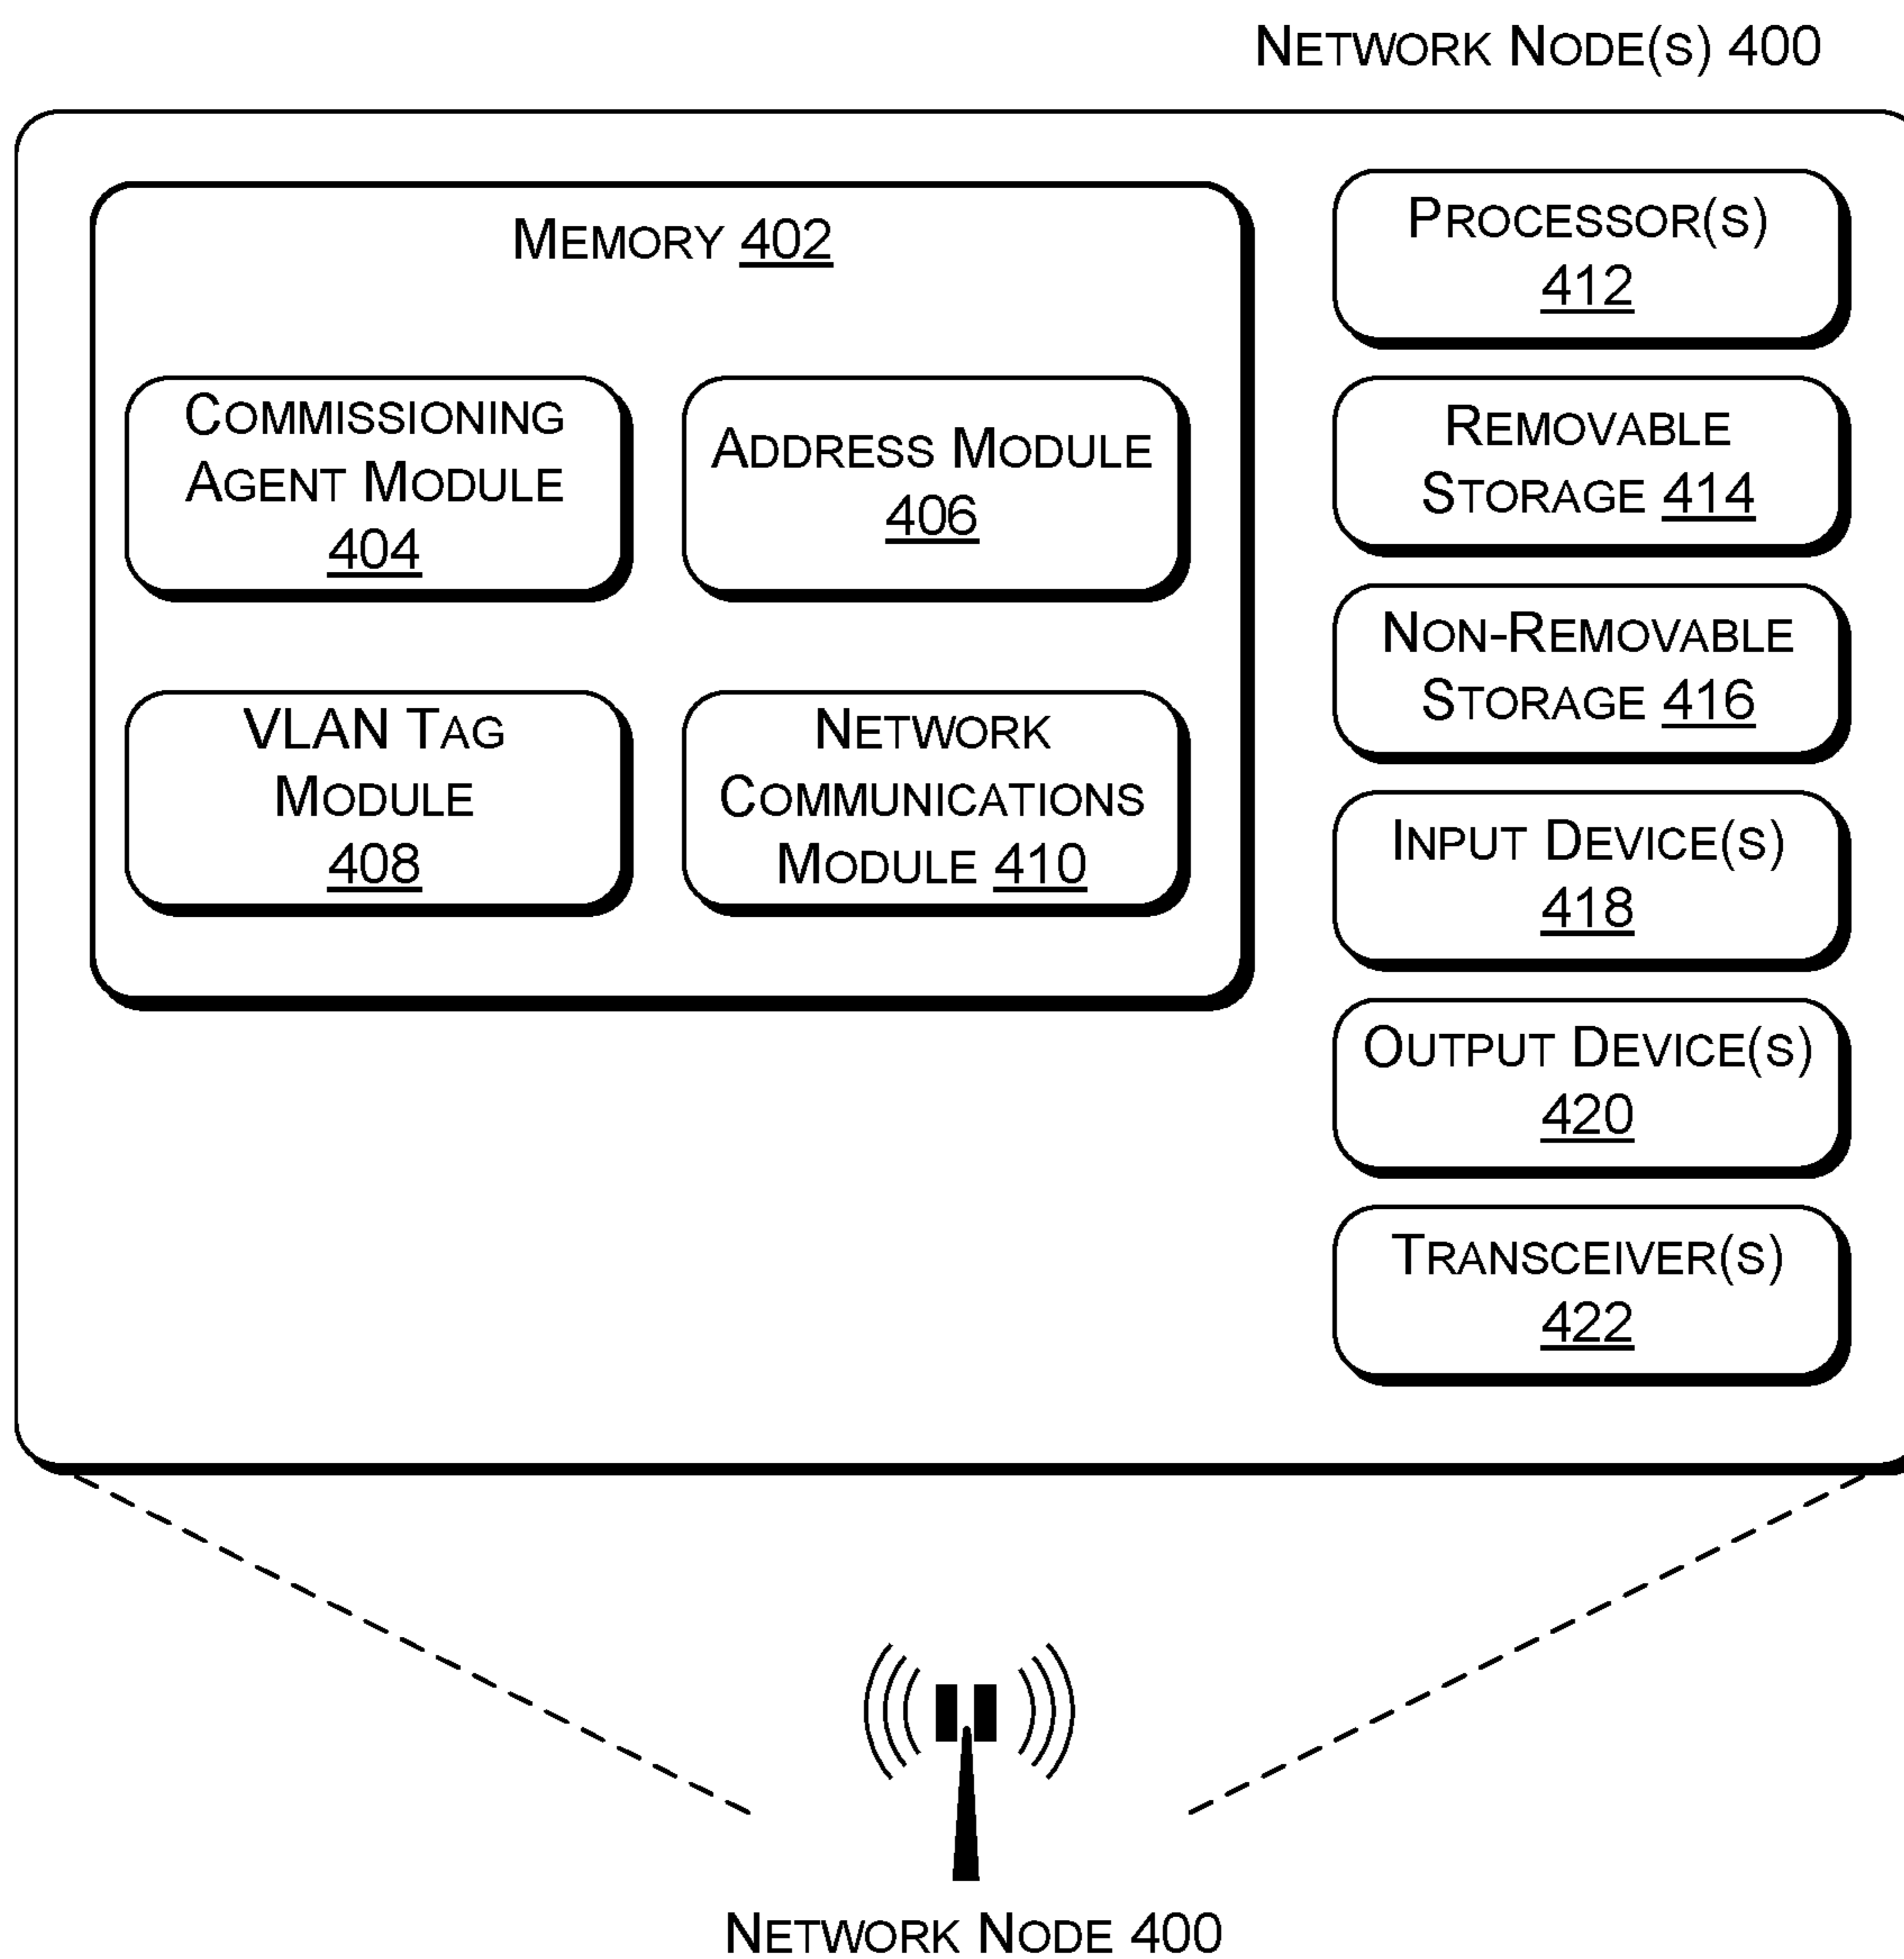 NETWORK NODE(S) 400
MEMORY 402
COMMISSIONING
AGENT MODULE
404
ADDRESS MODULE
406
VLAN TAG
MODULE
408
NETWORK
COMMUNICATIONS
MODULE 410
PROCESSOR(S)
412
REMOVABLE
STORAGE 414
NON-REMOVABLE
STORAGE 416
INPUT DEVICE(S)
418
OUTPUT DEVICE(S)
420
TRANSCEIVER(S)
422
NETWORK NODE 400